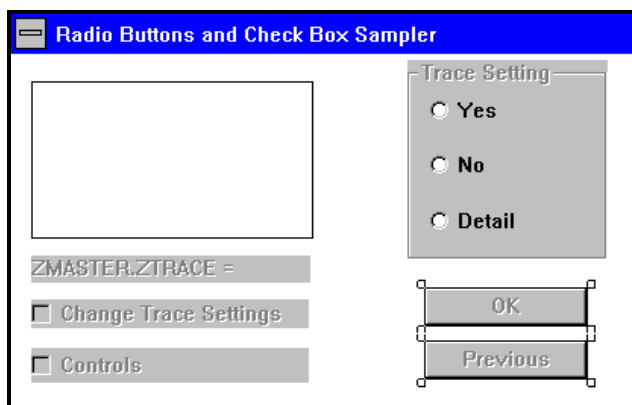 Radio Buttons and Check Box Sampler
Trace Setting
Yes
No
Detail
ZMASTER.ZTRACE =
Change Trace Settings
Controls
OK
Previous